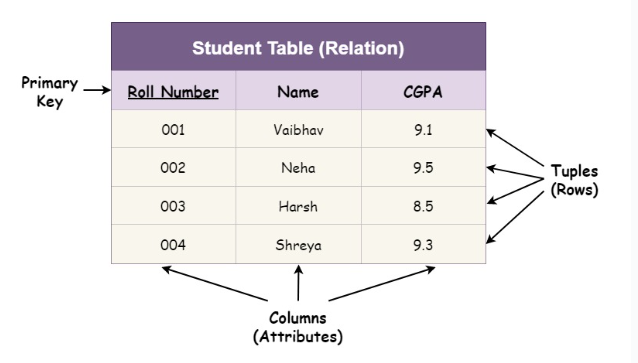 Student Table (Relation)
Primary
Key
Roll Number Name CGPA
001 Vaibhav 9.1
002 Neha 9.5
003 Harsh 8.5
004 Shreya 9.3
Tuples
(Rows)
Columns
(Attributes)